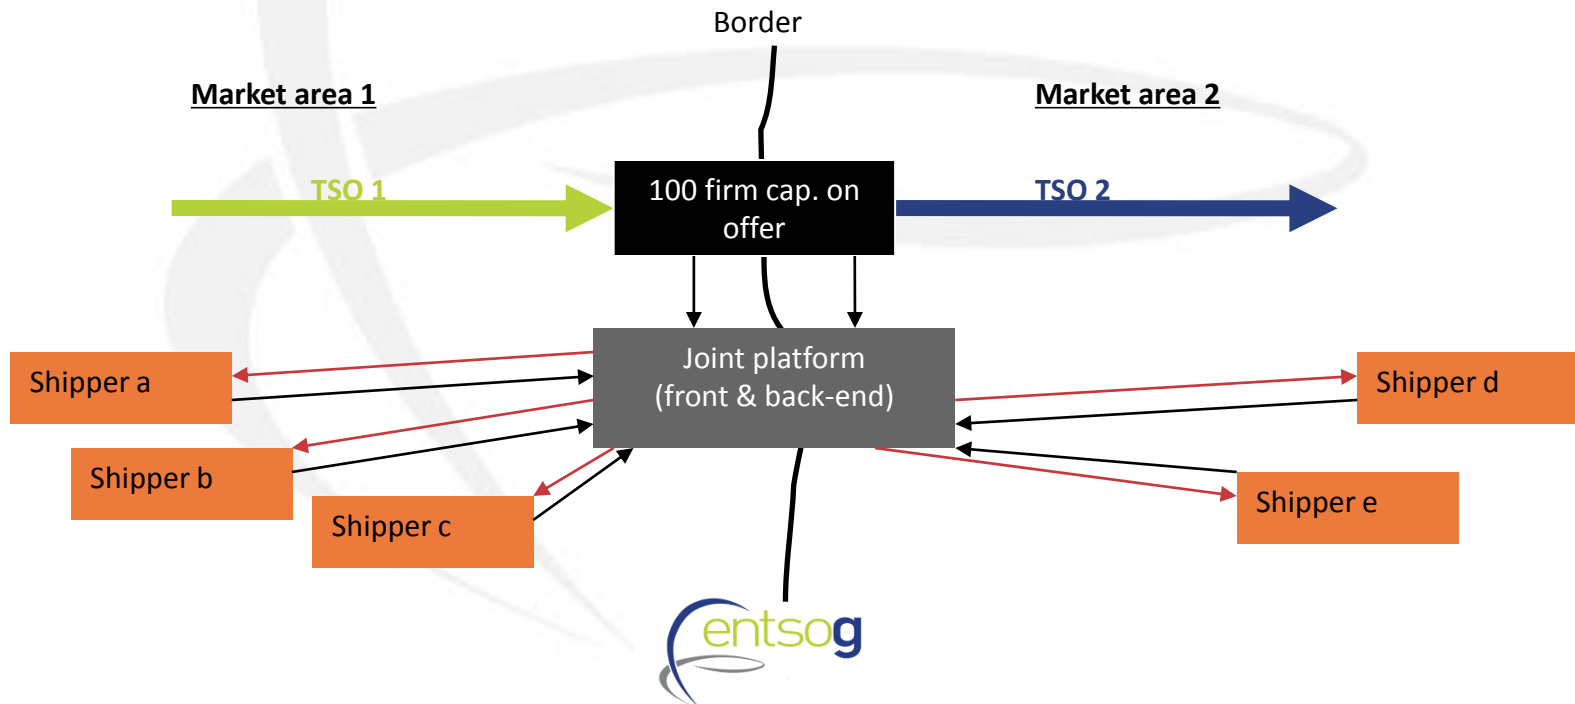 Border
Market area 1
Market area 2
TSO 1
100 firm cap. on
offer
TSO 2
Joint platform
(front & back-end)
Shipper a
Shipper b
Shipper c
Shipper d
Shipper e
entsog